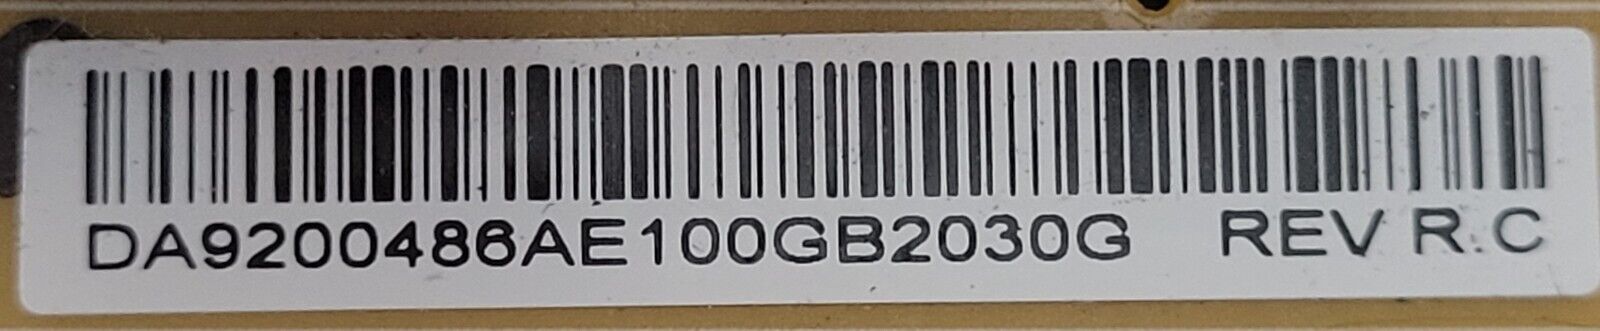 DA9200486AE100GB2030G REV R.C